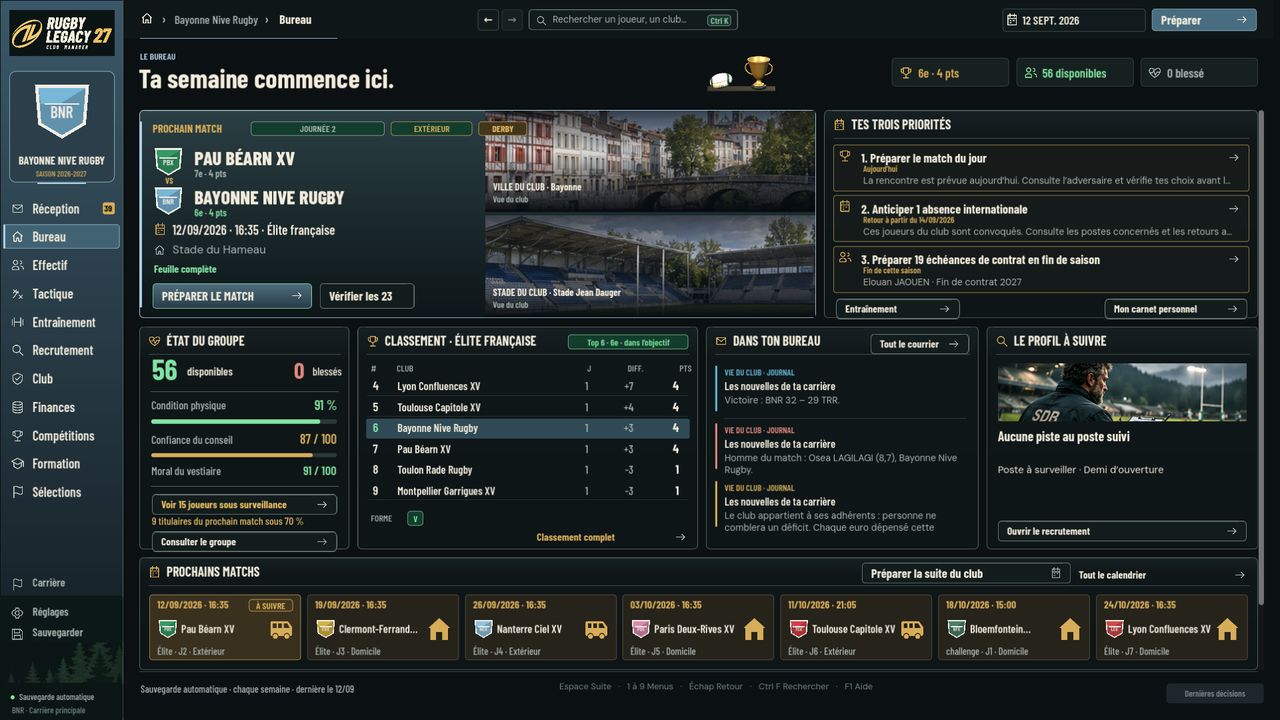 RUGBY
LEGACY 27
CLUB MANAGER
BNR
BAYONNE NIVE RUGBY
SAISON 2026-2027
Réception 39
Bureau
Effectif
Tactique
Entraînement
Recrutement
Club
Finances
Compétitions
Formation
Sélections
Carrière
Réglages
Sauvegarder
Sauvegarde automatique
BNR · Carrière principale
Bayonne Nive Rugby › Bureau
← → Rechercher un joueur, un club... Ctrl K
12 SEPT. 2026
Préparer →
LE BUREAU
Ta semaine commence ici.
6e · 4 pts
56 disponibles
0 blessé
PROCHAIN MATCH JOURNÉE 2 EXTÉRIEUR DERBY
PBX
PAU BÉARN XV
7e · 4 pts
VS
BNR
BAYONNE NIVE RUGBY
6e · 4 pts
12/09/2026 · 16:35 · Élite française
Stade du Hameau
Feuille complète
PRÉPARER LE MATCH →
Vérifier les 23
VILLE DU CLUB · Bayonne
Vue du club
STADE DU CLUB · Stade Jean Dauger
Vue du club
TES TROIS PRIORITÉS
1. Préparer le match du jour →
Aujourd'hui
La rencontre est prévue aujourd'hui. Consulte l'adversaire et vérifie tes choix avant l...
2. Anticiper 1 absence internationale →
Retour à partir du 14/09/2026
Ces joueurs du club sont convoqués. Consulte les postes concernés et les retours a...
3. Préparer 19 échéances de contrat en fin de saison →
Fin de cette saison
Elouan JAOUEN · Fin de contrat 2027
Entraînement →
Mon carnet personnel →
ÉTAT DU GROUPE
56 disponibles 0 blessés
Condition physique 91 %
Confiance du conseil 87 / 100
Moral du vestiaire 91 / 100
Voir 15 joueurs sous surveillance →
9 titulaires du prochain match sous 70 %
Consulter le groupe →
CLASSEMENT · ÉLITE FRANÇAISE
Top 6 · 6e · dans l'objectif
# CLUB J DIFF. PTS
4 Lyon Confluences XV 1 +7 4
5 Toulouse Capitole XV 1 +4 4
6 Bayonne Nive Rugby 1 +3 4
7 Pau Béarn XV 1 +3 4
8 Toulon Rade Rugby 1 -3 1
9 Montpellier Garrigues XV 1 -3 1
FORME V
Classement complet →
DANS TON BUREAU
Tout le courrier →
VIE DU CLUB · JOURNAL
Les nouvelles de ta carrière
Victoire : BNR 32 – 29 TRR.
VIE DU CLUB · JOURNAL
Les nouvelles de ta carrière
Homme du match : Osea LAGILAGI (8,7), Bayonne Nive
Rugby.
VIE DU CLUB · JOURNAL
Les nouvelles de ta carrière
Le club appartient à ses adhérents : personne ne
comblera un déficit. Chaque euro dépensé cette
LE PROFIL À SUIVRE
SDR
Aucune piste au poste suivi
Poste à surveiller · Demi d'ouverture
Ouvrir le recrutement →
PROCHAINS MATCHS
Préparer la suite du club
Tout le calendrier →
12/09/2026 · 16:35 À SUIVRE
Pau Béarn XV
Élite · J2 · Extérieur
19/09/2026 · 16:35
Clermont-Ferrand...
Élite · J3 · Domicile
26/09/2026 · 16:35
Nanterre Ciel XV
Élite · J4 · Extérieur
03/10/2026 · 16:35
Paris Deux-Rives XV
Élite · J5 · Domicile
11/10/2026 · 21:05
Toulouse Capitole XV
Élite · J6 · Extérieur
18/10/2026 · 15:00
Bloemfontein...
challenge · J1 · Domicile
24/10/2026 · 16:35
Lyon Confluences XV
Élite · J7 · Domicile
Sauvegarde automatique · chaque semaine · dernière le 12/09
Espace Suite · 1 à 9 Menus · Échap Retour · Ctrl F Rechercher · F1 Aide
Dernières décisions